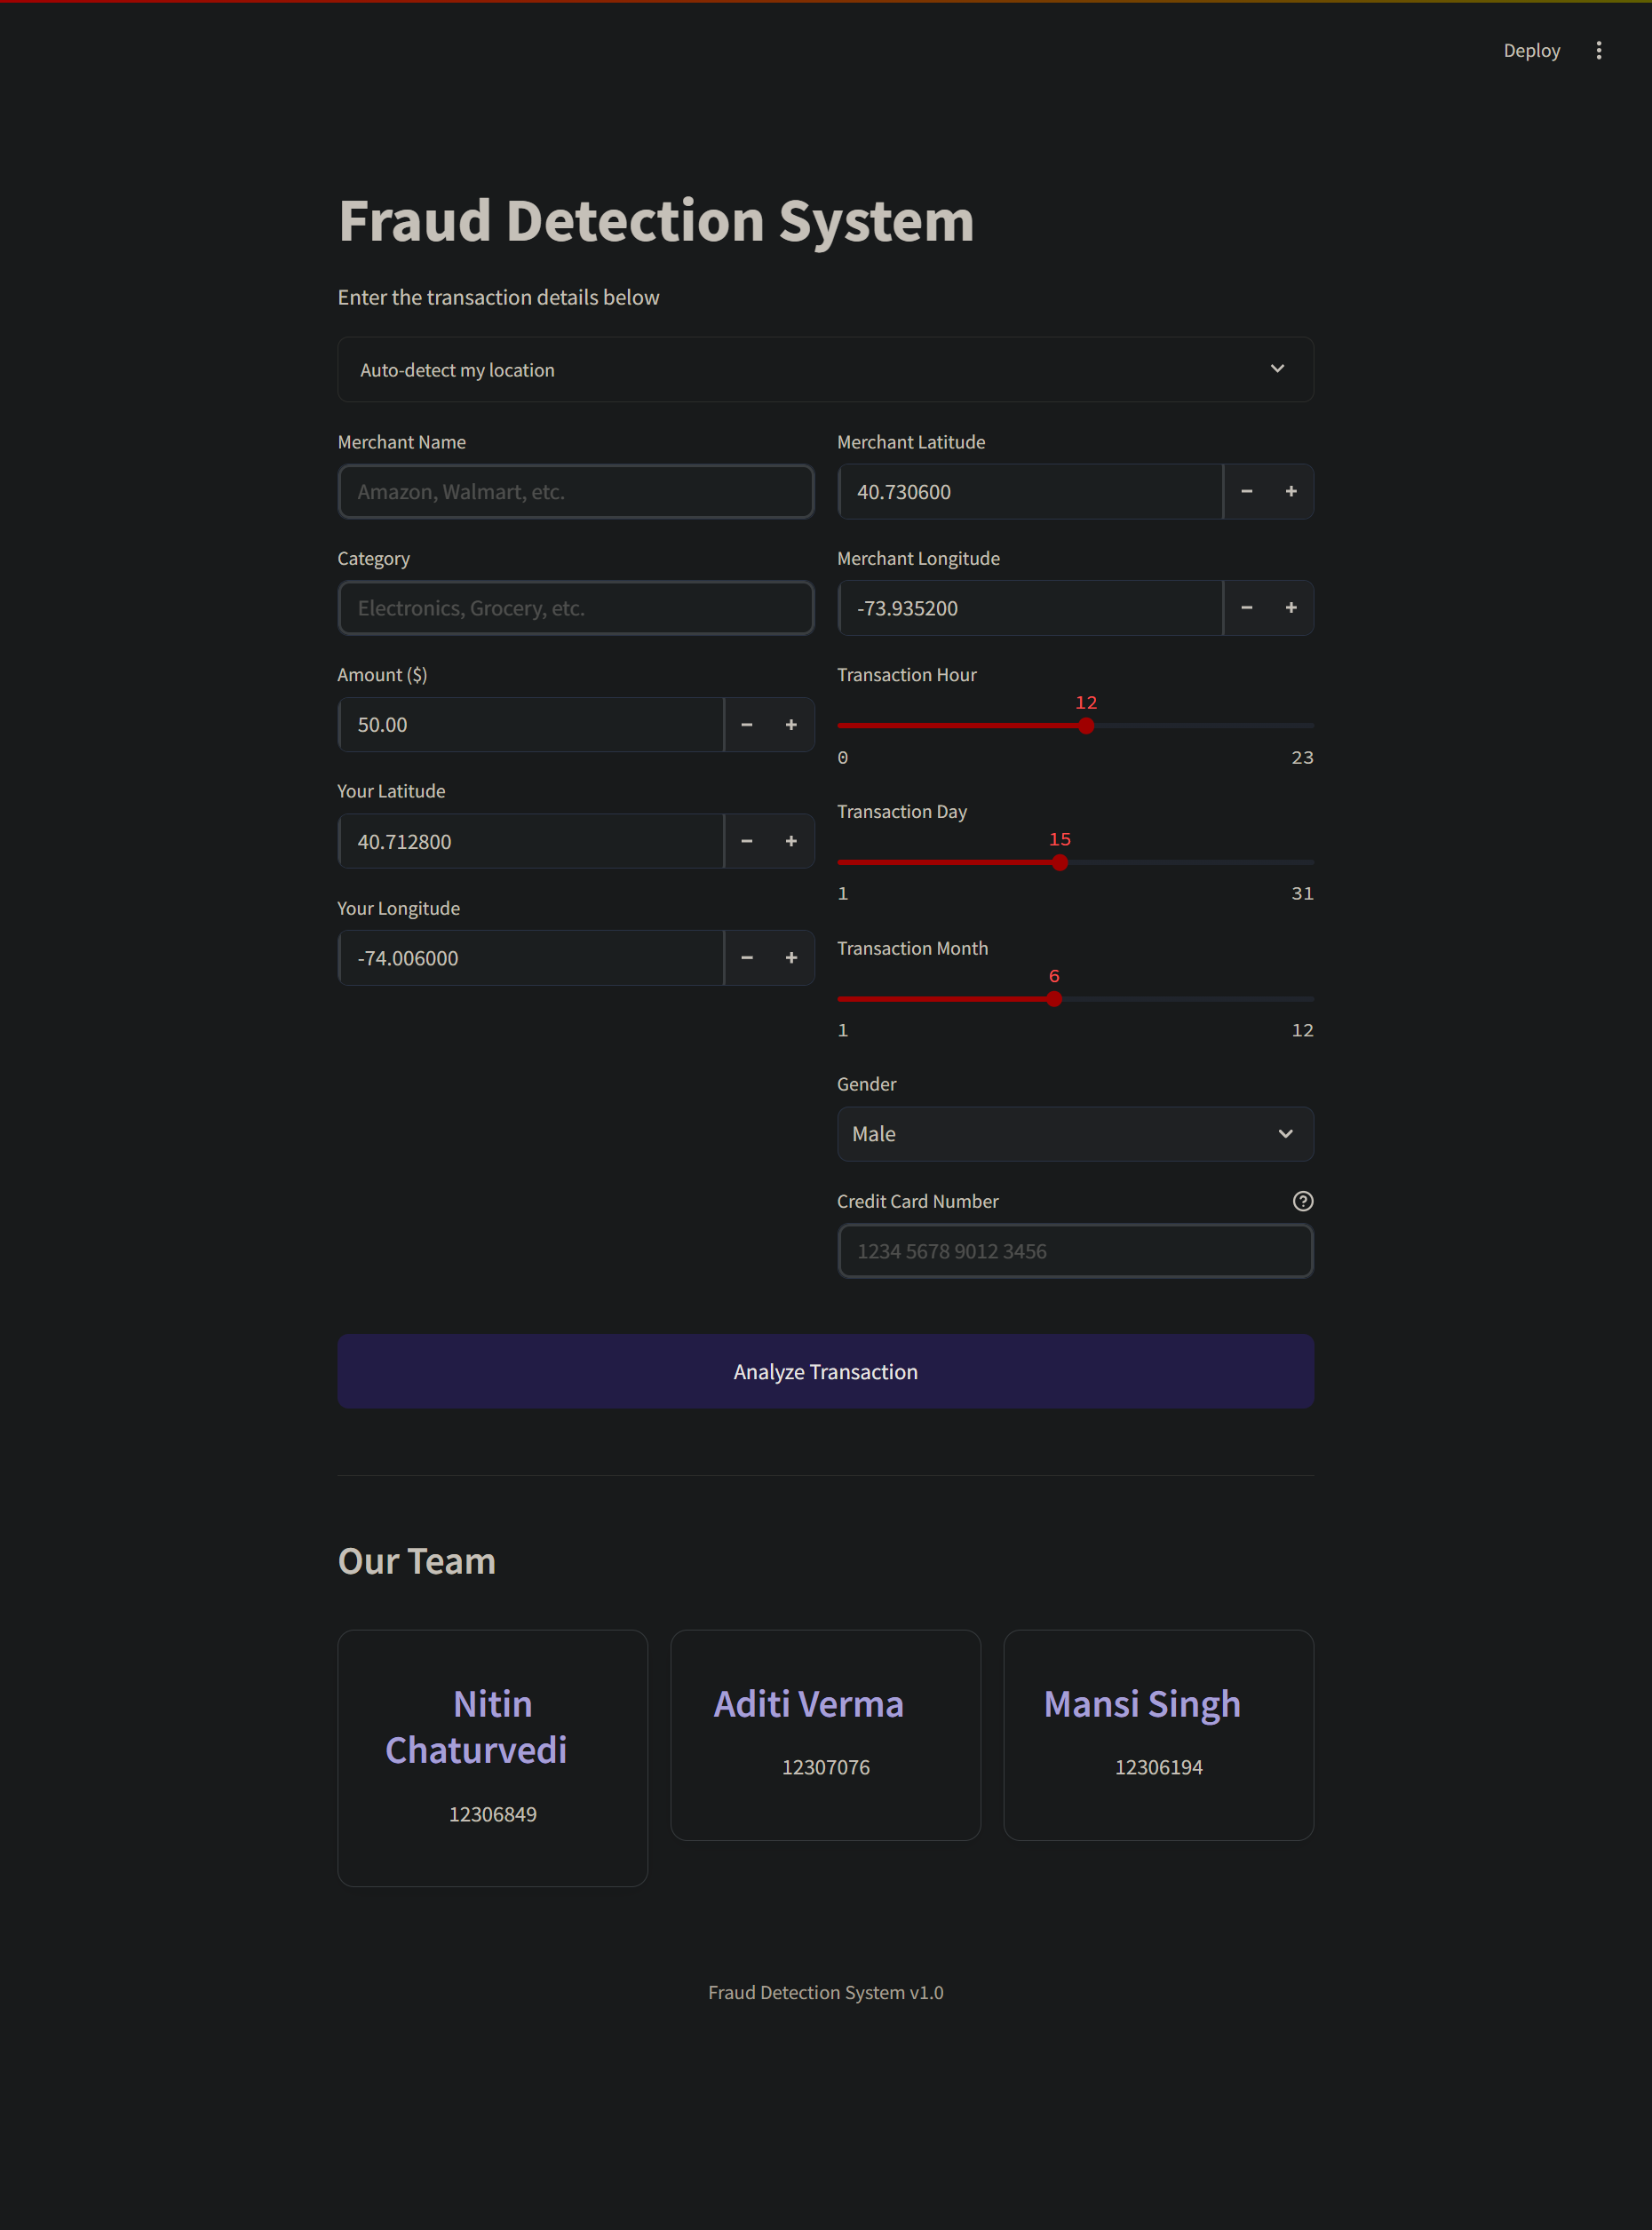 Deploy
Fraud Detection System
Enter the transaction details below
Auto-detect my location
Merchant Name
Amazon, Walmart, etc.
Category
Electronics, Grocery, etc.
Amount ($)
50.00
Your Latitude
40.712800
Your Longitude
-74.006000
Merchant Latitude
40.730600
Merchant Longitude
-73.935200
Transaction Hour
12
0 23
Transaction Day
15
1 31
Transaction Month
6
1 12
Gender
Male
Credit Card Number
1234 5678 9012 3456
Analyze Transaction
Our Team
Nitin
Chaturvedi
12306849
Aditi Verma
12307076
Mansi Singh
12306194
Fraud Detection System v1.0